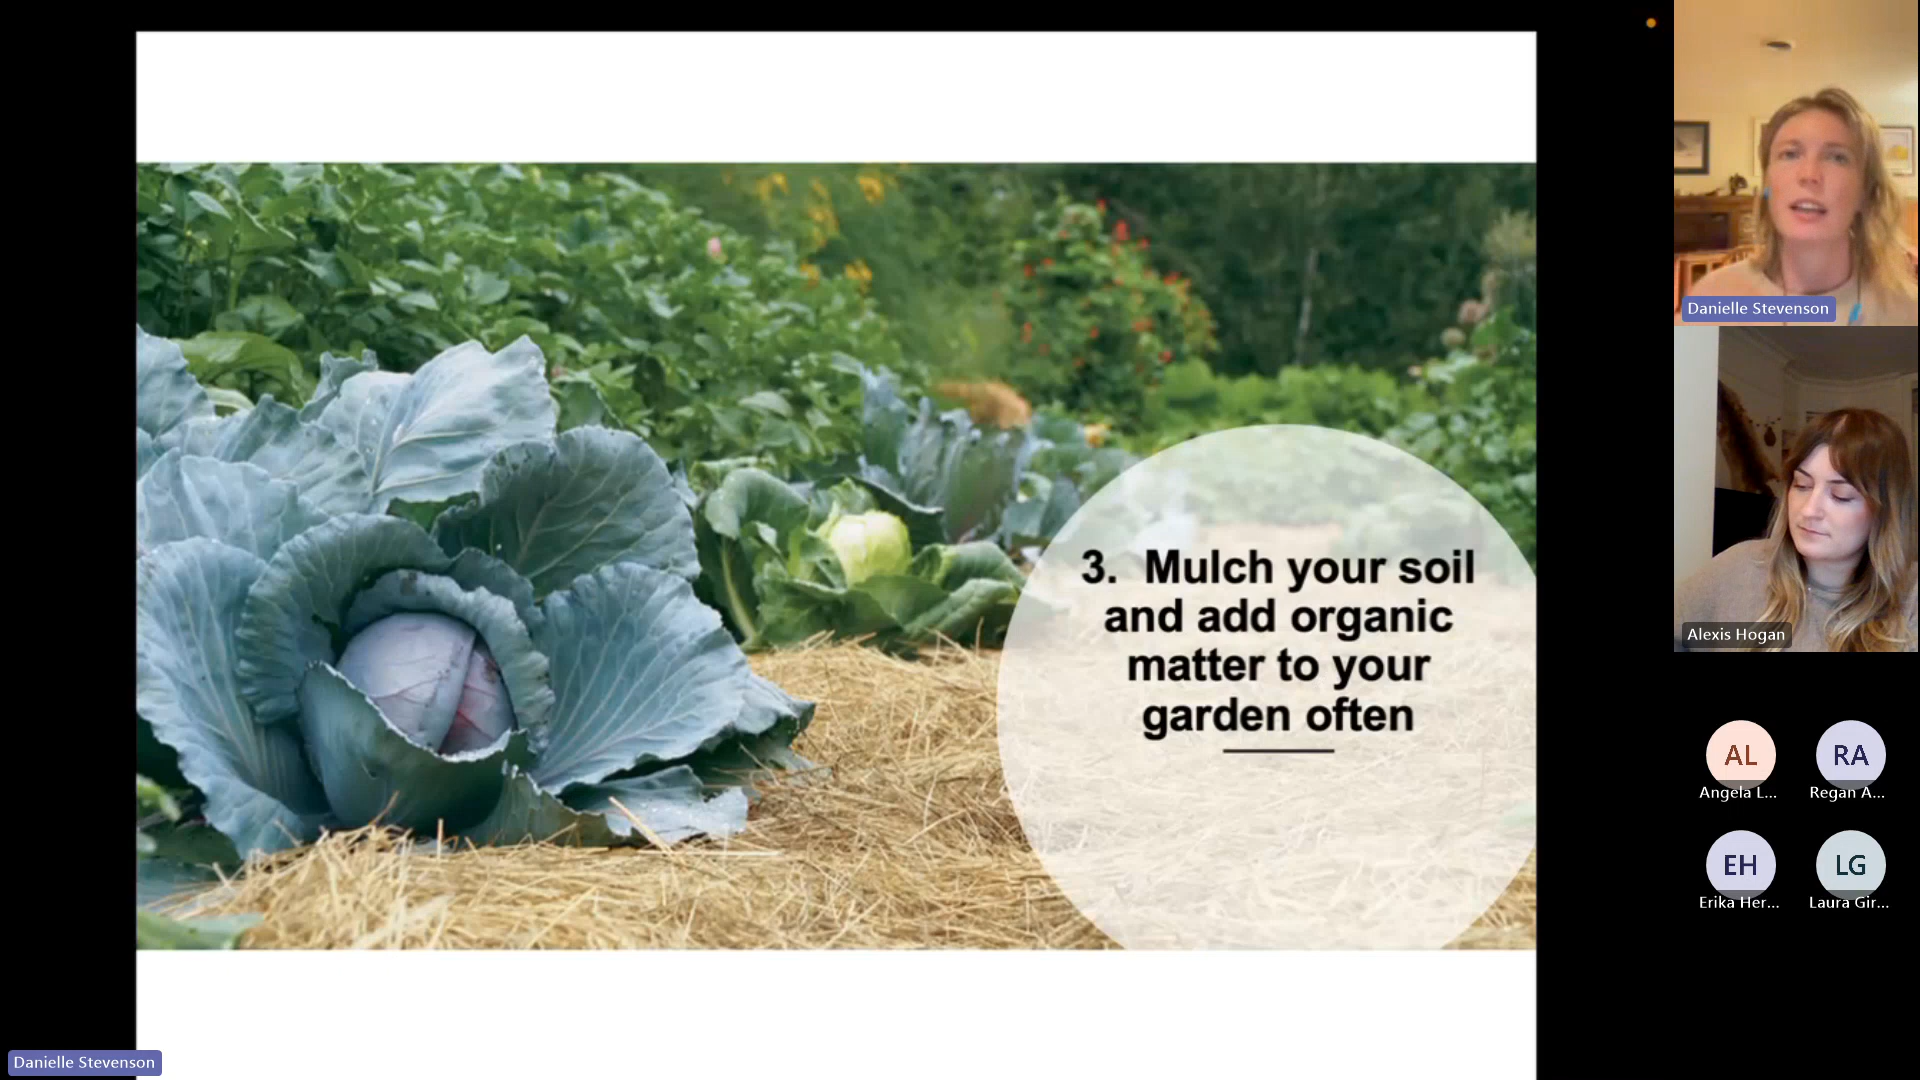 3. Mulch your soil
and add organic
matter to your
garden often
Danielle Stevenson
Alexis Hogan
AL
Angela L...
RA
Regan A...
EH
Erika Her...
LG
Laura Gir...
Danielle Stevenson